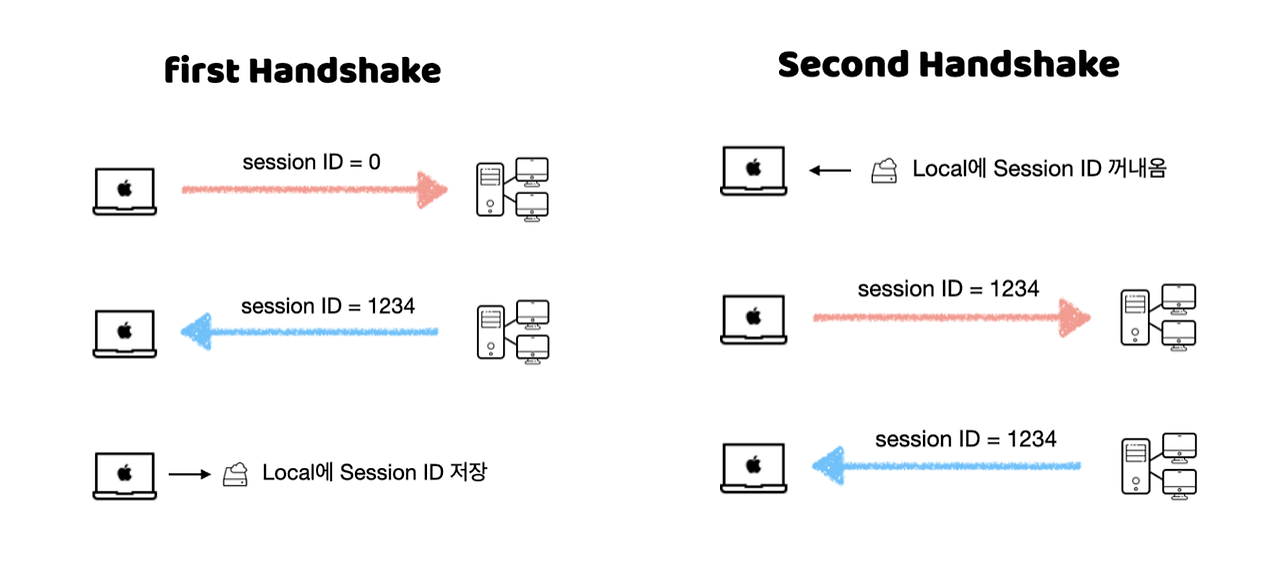 first Handshake
session ID = 0
session ID = 1234
Local에 Session ID 저장
Second Handshake
Local에 Session ID 꺼내옴
session ID = 1234
session ID = 1234